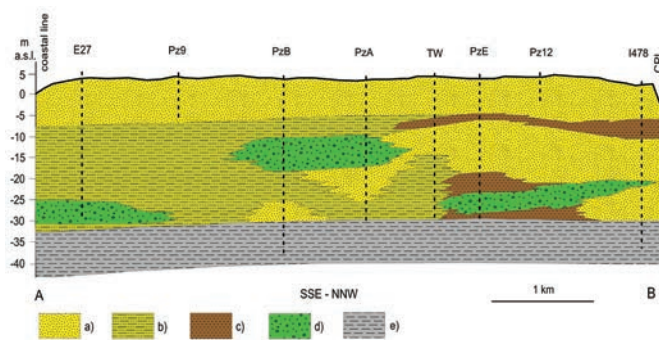 m
a.s.l.
coastal line
E27
Pz9
PzB
PzA
TW
PzE
Pz12
I478
5
0
-5
-10
-15
-20
-25
-30
-35
-40
A
SSE - NNW
1 km
B
a)
b)
c)
d)
e)